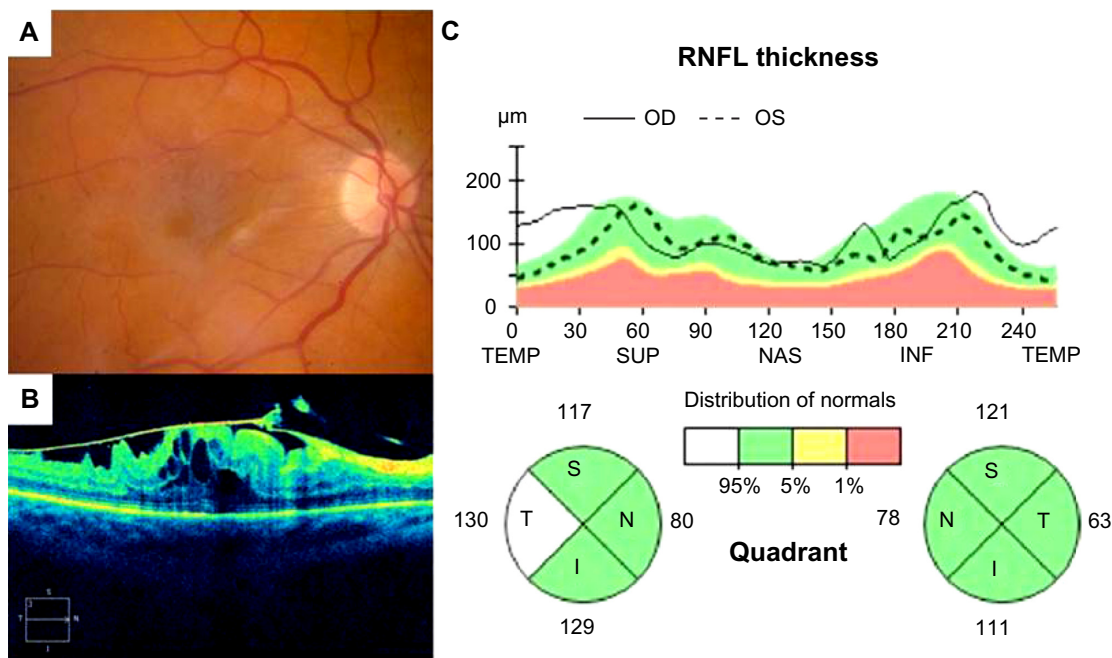 A
B
S
T N
I
C
RNFL thickness
µm
OD OS
200
100
0
0 30 60 90 120 150 180 210 240
TEMP SUP NAS INF TEMP
Distribution of normals
95% 5% 1%
Quadrant
117
S
130 T N 80
I
129
121
S
78 N T 63
I
111